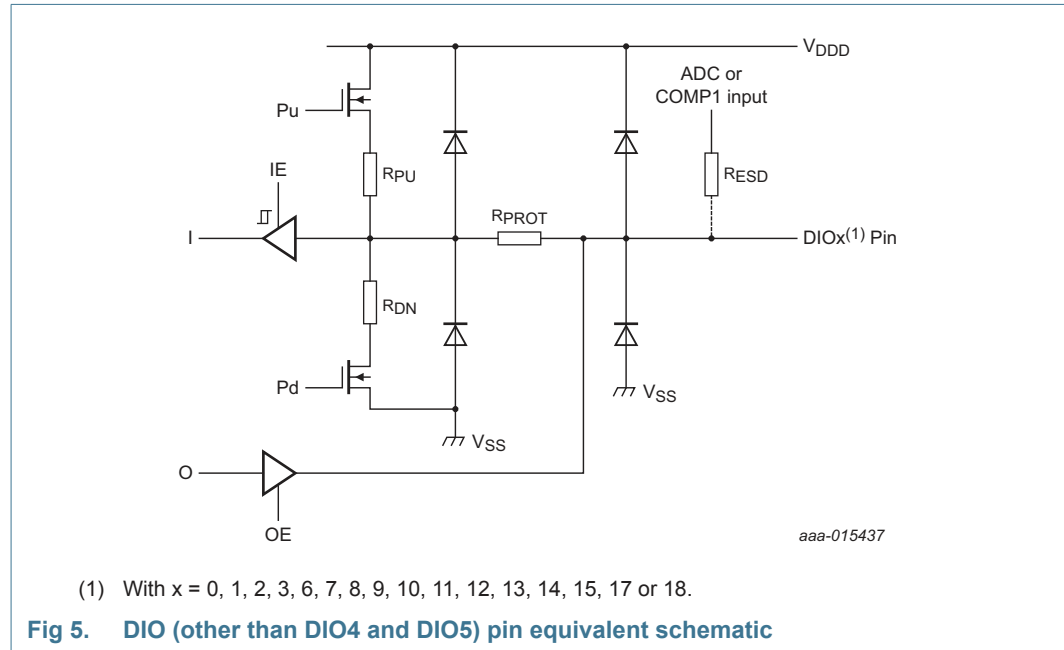 VDDD
ADC or
COMP1 input
Pu
RPU
RESD
IE
RPROT
I
DIOx(1) Pin
RDN
Pd
VSS
VSS
O
OE
aaa-015437
(1) With x = 0, 1, 2, 3, 6, 7, 8, 9, 10, 11, 12, 13, 14, 15, 17 or 18.
Fig 5. DIO (other than DIO4 and DIO5) pin equivalent schematic